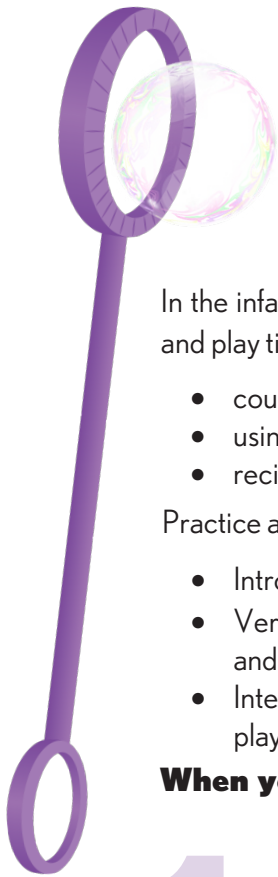 In the infa
and play ti
• cou
• usin
• reci
Practice a
• Intro
• Ver
and
• Inte
play
When yo